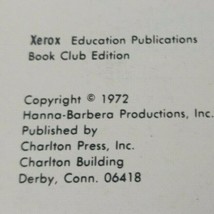 Xerox Education Publications
Book Club Edition
Copyright © 1972
Hanna-Barbera Productions, Inc.
Published by
Charlton Press, Inc.
Charlton Building
Derby, Conn. 06418